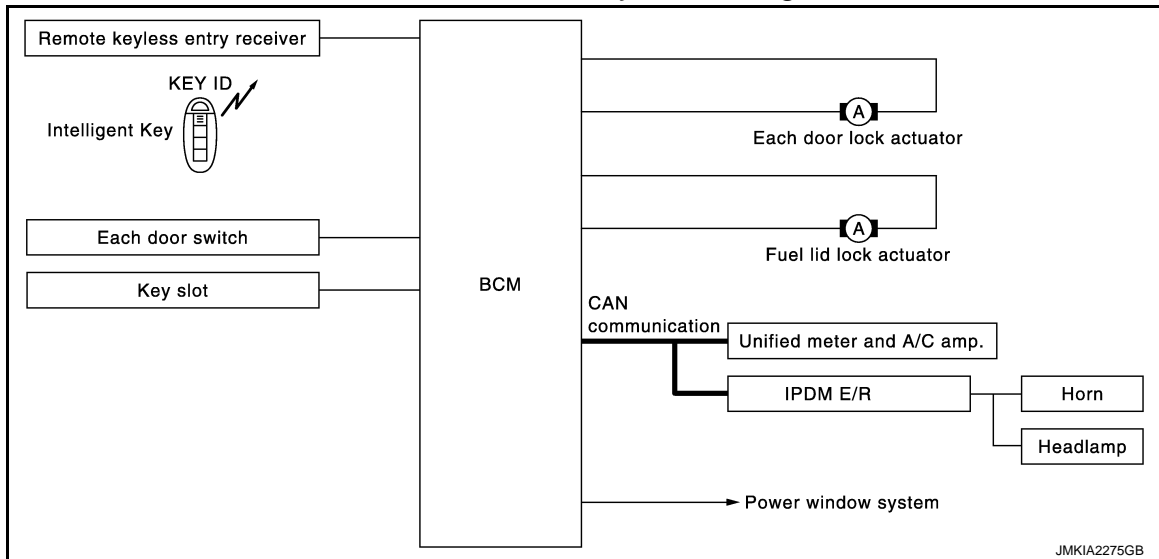 Remote keyless entry receiver
KEY ID
Intelligent Key
Each door switch
Key slot
BCM
A
Each door lock actuator
A
Fuel lid lock actuator
CAN
communication
Unified meter and A/C amp.
IPDM E/R
Horn
Headlamp
Power window system
JMKIA2275GB